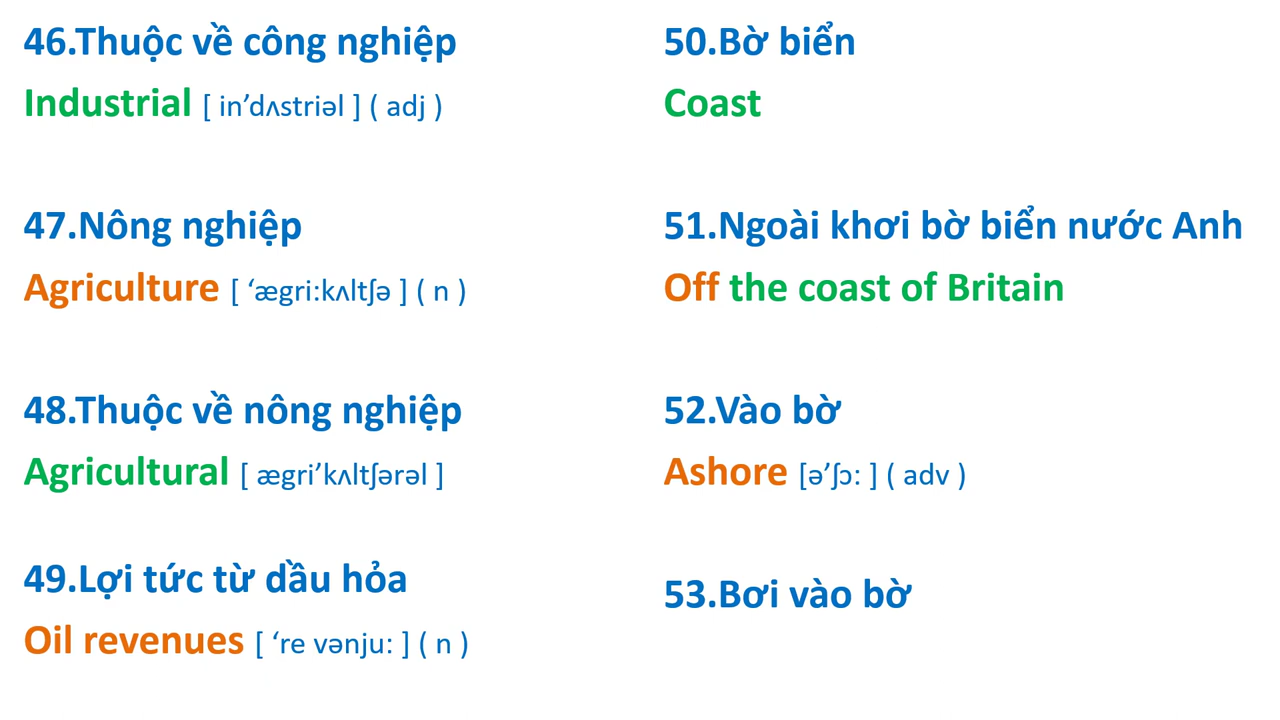 46.Thuộc về công nghiệp
Industrial [ in’dʌstriəl ] ( adj )
47.Nông nghiệp
Agriculture [ ‘ægri:kʌltʃə ] ( n )
48.Thuộc về nông nghiệp
Agricultural [ ægri’kʌltʃərəl ]
49.Lợi tức từ dầu hỏa
Oil revenues [ ‘re vənju: ] ( n )
50.Bờ biển
Coast
51.Ngoài khơi bờ biển nước Anh
Off the coast of Britain
52.Vào bờ
Ashore [ə’ʃɔ: ] ( adv )
53.Bơi vào bờ